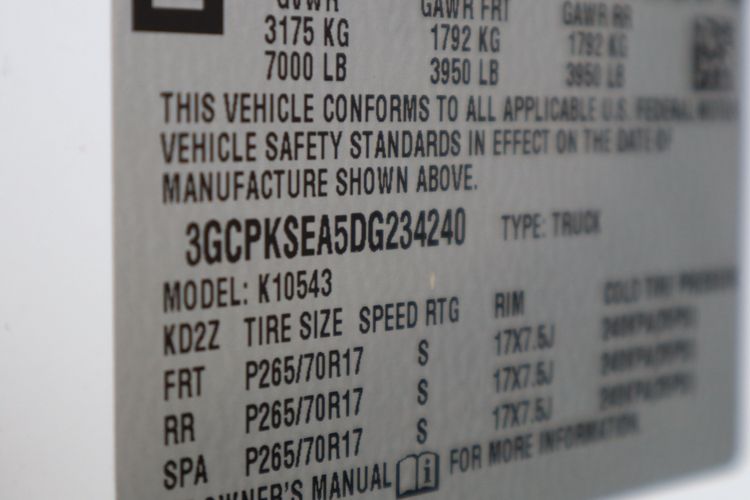 GVWR GAWR FRT GAWR RR
3175 KG 1792 KG 1792 KG
7000 LB 3950 LB 3950 LB
THIS VEHICLE CONFORMS TO ALL APPLICABLE U.S. FEDERAL MOTOR
VEHICLE SAFETY STANDARDS IN EFFECT ON THE DATE OF
MANUFACTURE SHOWN ABOVE.
3GCPKSEA5DG234240 TYPE: TRUCK
MODEL: K10543
KD2Z TIRE SIZE SPEED RTG RIM COLD TIRE PRESSURE
FRT P265/70R17 S 17X7.5J
RR P265/70R17 S 17X7.5J
SPA P265/70R17 S 17X7.5J
OWNER'S MANUAL FOR MORE INFORMATION.